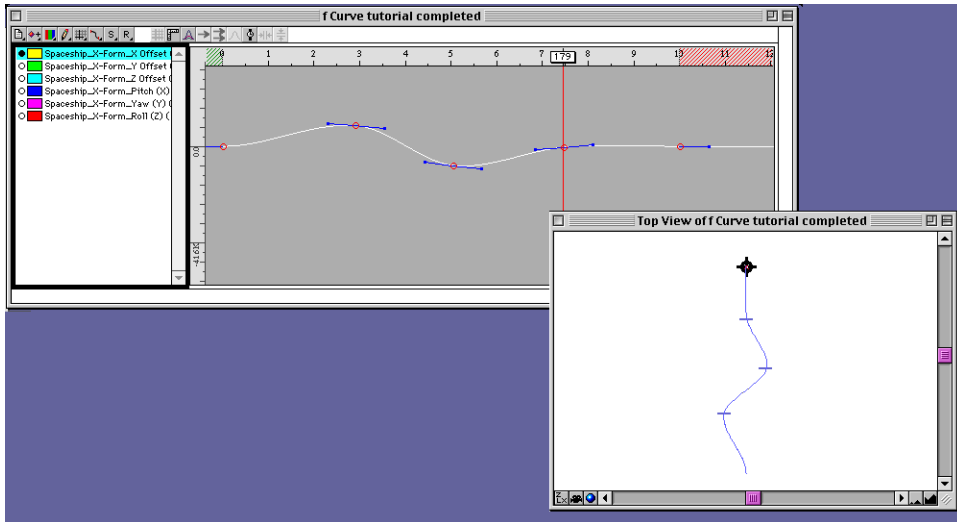 f Curve tutorial completed
S R A
Spaceship_X-Form_X Offset (
Spaceship_X-Form_Y Offset (
Spaceship_X-Form_Z Offset (
Spaceship_X-Form_Pitch (X) (
Spaceship_X-Form_Yaw (Y) (
Spaceship_X-Form_Roll (Z) (
0 1 2 3 4 5 6 7 8 9 10 11 12
179
0.0
Top View of f Curve tutorial completed